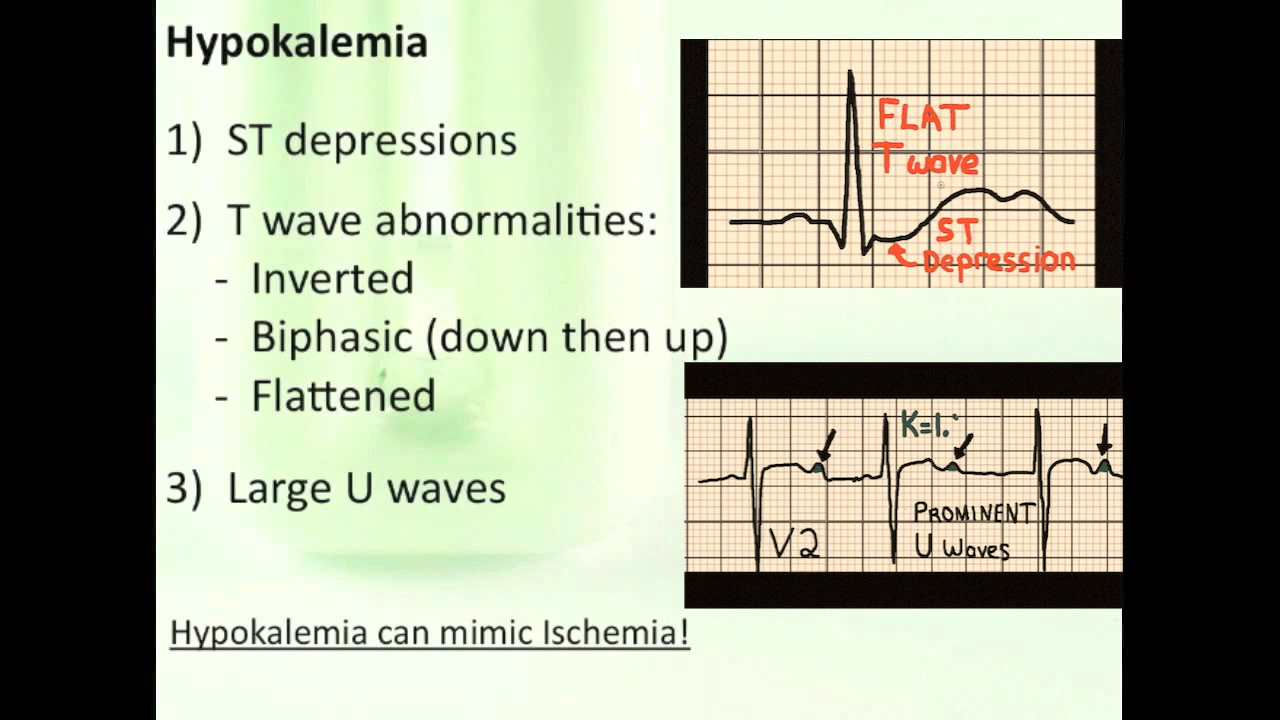 Hypokalemia
1) ST depressions
2) T wave abnormalities:
- Inverted
- Biphasic (down then up)
- Flattened
3) Large U waves
Hypokalemia can mimic Ischemia!
FLAT
T wave
ST
Depression
K=1.
V2
PROMINENT
U Waves